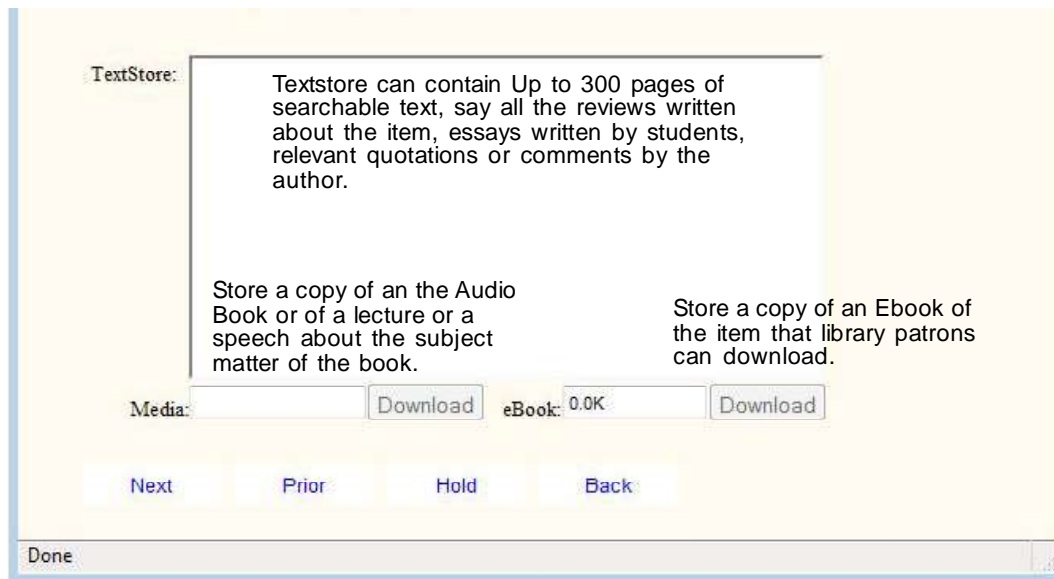 TextStore:
Textstore can contain Up to 300 pages of
searchable text, say all the reviews written
about the item, essays written by students,
relevant quotations or comments by the
author.
Store a copy of an the Audio
Book or of a lecture or a
speech about the subject
matter of the book.
Store a copy of an Ebook of
the item that library patrons
can download.
Media: Download eBook: 0.0K Download
Next Prior Hold Back
Done